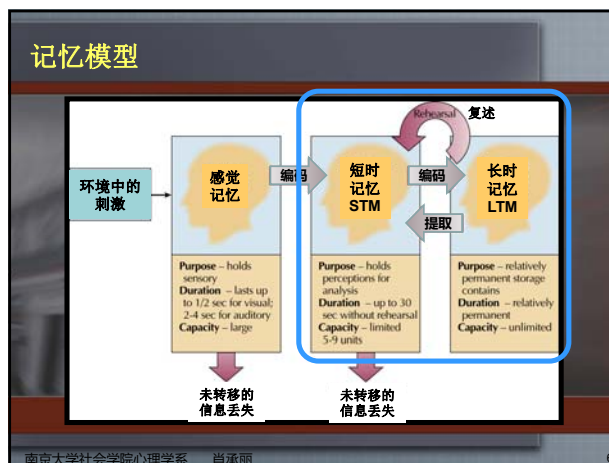 记忆模型
Rehearsal
复述
环境中的
刺激
感觉
记忆
编码
短时
记忆
STM
编码
提取
长时
记忆
LTM
Purpose – holds
sensory
Duration – lasts up
to 1/2 sec for visual;
2-4 sec for auditory
Capacity – large
Purpose – holds
perceptions for
analysis
Duration – up to 30
sec without rehearsal
Capacity – limited
5-9 units
Purpose – relatively
permanent storage
contains
Duration – relatively
permanent
Capacity – unlimited
未转移的
信息丢失
未转移的
信息丢失
南京大学社会学院心理学系 肖承丽